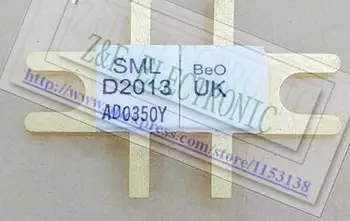 SML BeO
D2013 UK
AD0350Y
Z&F ELECTRONIC
http://www.aliexpress.com/store/1153138